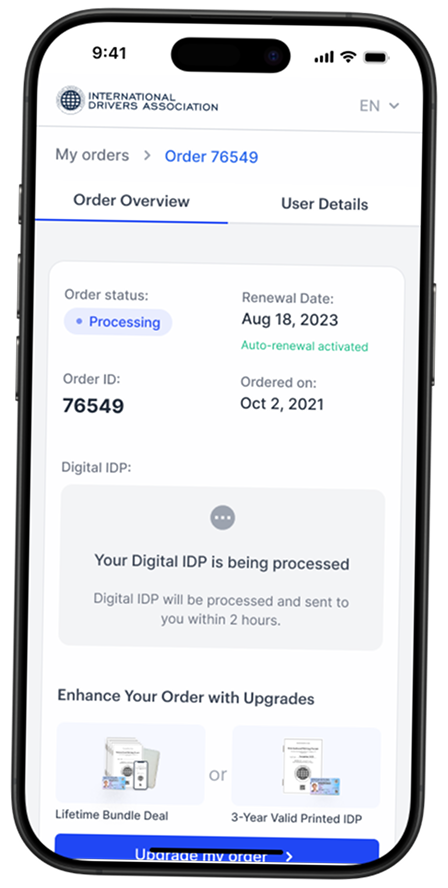 9:41
INTERNATIONAL
DRIVERS ASSOCIATION
EN
My orders > Order 76549
Order Overview
User Details
Order status:
Processing
Renewal Date:
Aug 18, 2023
Auto-renewal activated
Order ID:
76549
Ordered on:
Oct 2, 2021
Digital IDP:
Your Digital IDP is being processed
Digital IDP will be processed and sent to
you within 2 hours.
Enhance Your Order with Upgrades
or
Lifetime Bundle Deal
3-Year Valid Printed IDP
Upgrade my order >